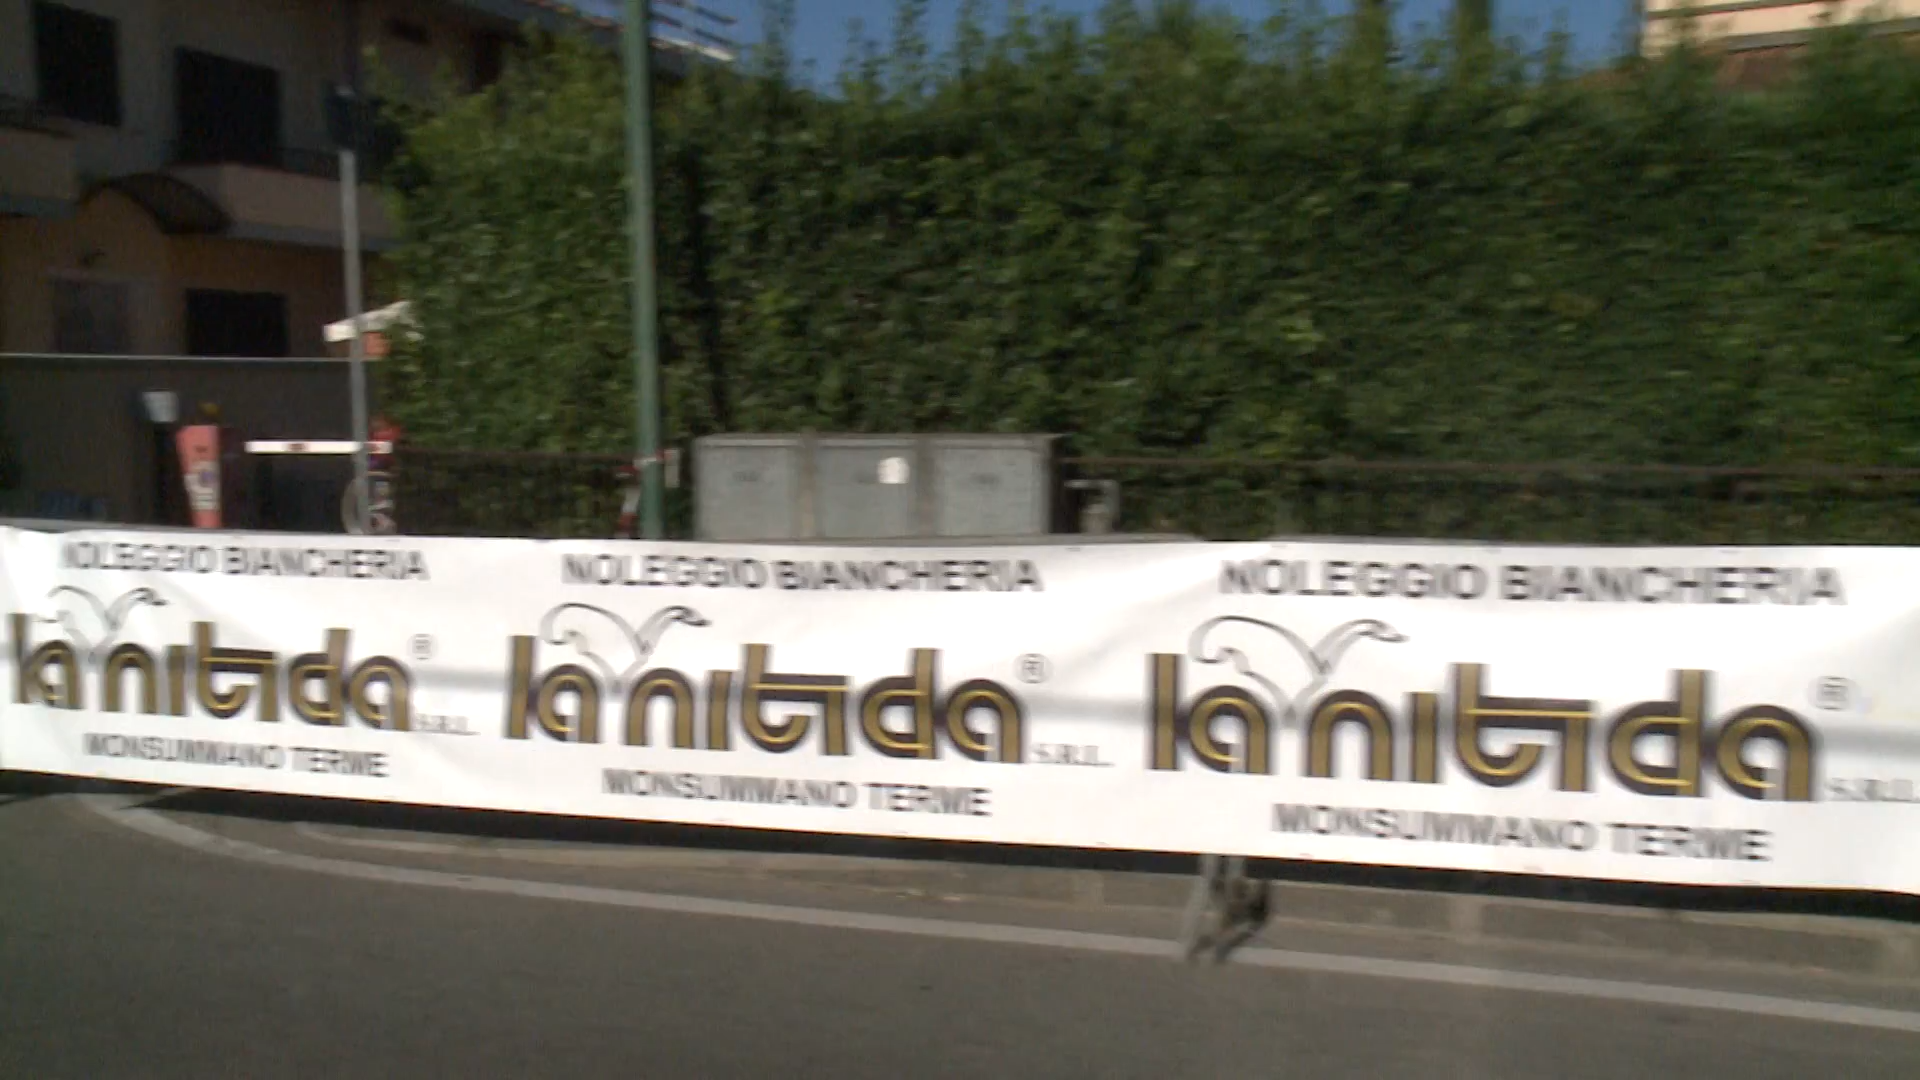 NOLEGGIO BIANCHERIA
la nitida ® S.R.L.
MONSUMMANO TERME
NOLEGGIO BIANCHERIA
la nitida ® S.R.L.
MONSUMMANO TERME
NOLEGGIO BIANCHERIA
la nitida ® S.R.L.
MONSUMMANO TERME